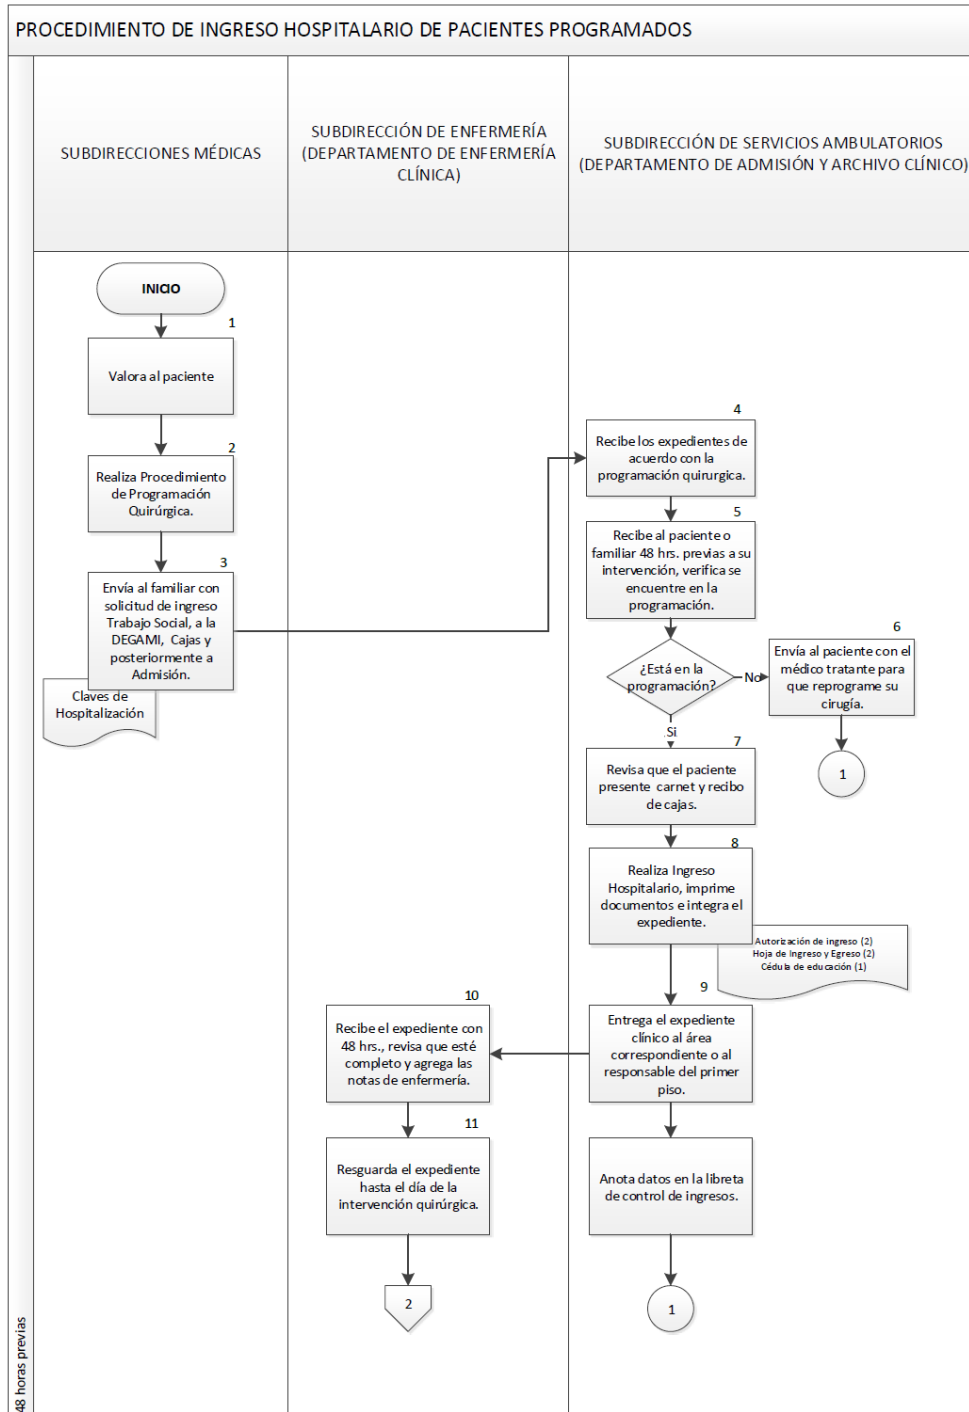 PROCEDIMIENTO DE INGRESO HOSPITALARIO DE PACIENTES PROGRAMADOS
SUBDIRECCIONES MÉDICAS
SUBDIRECCIÓN DE ENFERMERÍA
(DEPARTAMENTO DE ENFERMERÍA
CLÍNICA)
SUBDIRECCIÓN DE SERVICIOS AMBULATORIOS
(DEPARTAMENTO DE ADMISIÓN Y ARCHIVO CLÍNICO)
48 horas previas
INICIO
1
Valora al paciente
2
Realiza Procedimiento
de Programación
Quirúrgica.
3
Envía al familiar con
solicitud de ingreso
Trabajo Social, a la
DEGAMI, Cajas y
posteriormente a
Admisión.
Claves de
Hospitalización
4
Recibe los expedientes de
acuerdo con la
programación quirurgica.
5
Recibe al paciente o
familiar 48 hrs. previas a su
intervención, verifica se
encuentre en la
programación.
¿Está en la
programación?
No
6
Envía al paciente con el
médico tratante para
que reprograme su
cirugía.
1
Si
7
Revisa que el paciente
presente carnet y recibo
de cajas.
8
Realiza Ingreso
Hospitalario, imprime
documentos e integra el
expediente.
Autorización de ingreso (2)
Hoja de Ingreso y Egreso (2)
Cédula de educación (1)
9
Entrega el expediente
clínico al área
correspondiente o al
responsable del primer
piso.
10
Recibe el expediente con
48 hrs., revisa que esté
completo y agrega las
notas de enfermería.
11
Resguarda el expediente
hasta el día de la
intervención quirúrgica.
2
Anota datos en la libreta
de control de ingresos.
1